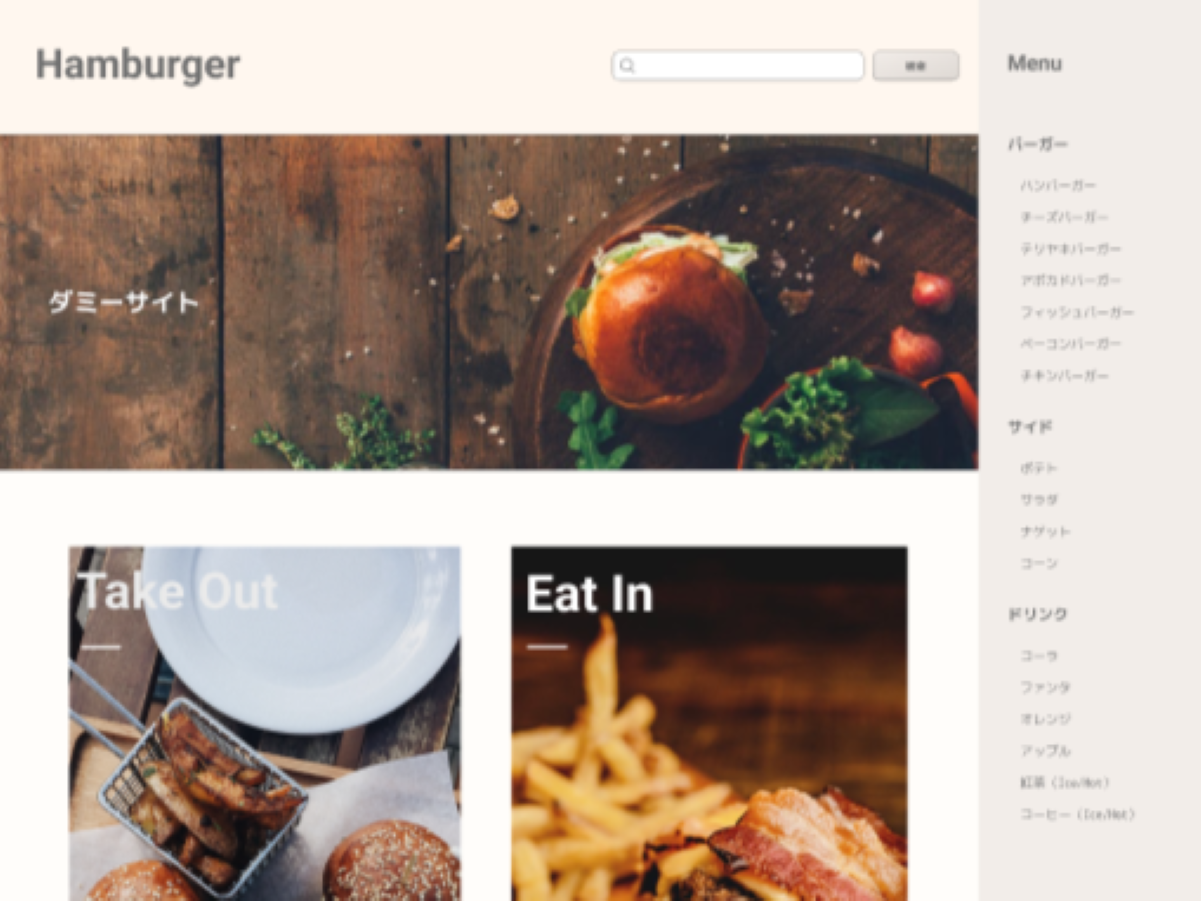 Hamburger
検索
ダミーサイト
Take Out
Eat In
Menu
バーガー
ハンバーガー
チーズバーガー
テリヤキバーガー
アボカドバーガー
フィッシュバーガー
ベーコンバーガー
チキンバーガー
サイド
ポテト
サラダ
ナゲット
コーン
ドリンク
コーラ
ファンタ
オレンジ
アップル
紅茶（Ice/Hot）
コーヒー（Ice/Hot）